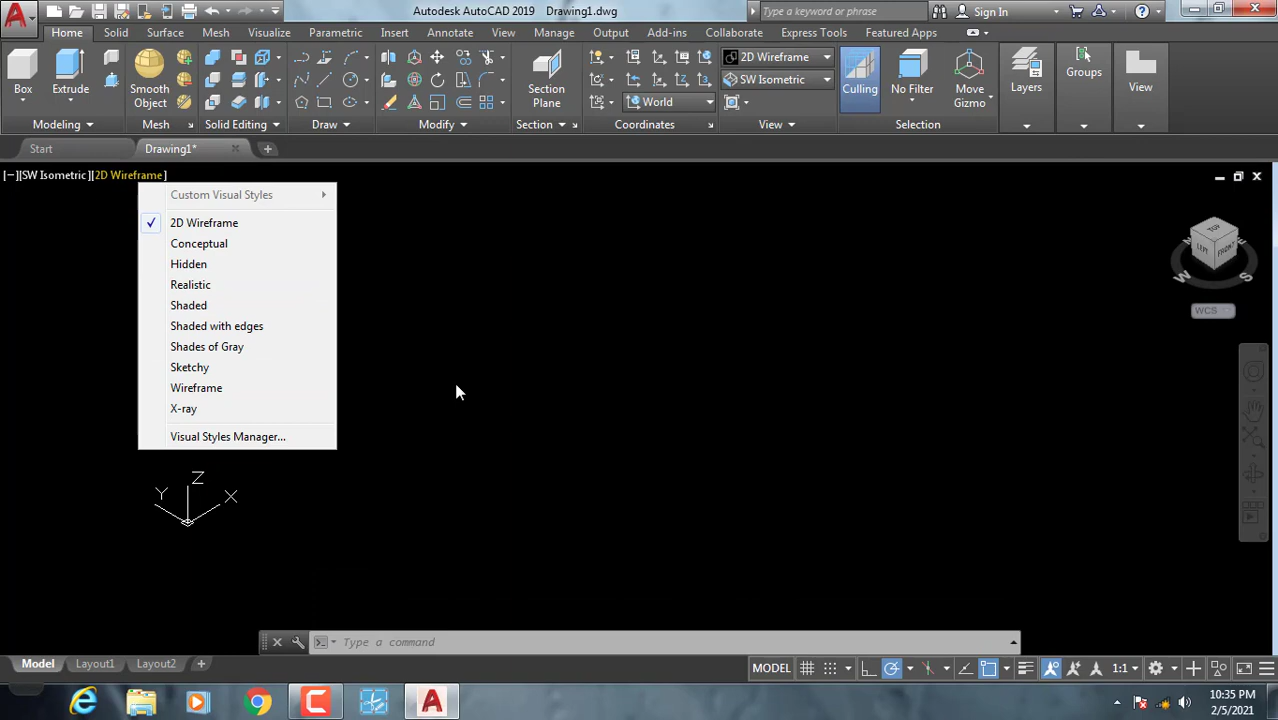 Autodesk AutoCAD 2019 Drawing1.dwg
Type a keyword or phrase
Sign In
Home Solid Surface Mesh Visualize Parametric Insert Annotate View Manage Output Add-ins Collaborate Express Tools Featured Apps
Box
Extrude
Smooth
Object
Section
Plane
2D Wireframe
SW Isometric
World
Culling
No Filter
Move
Gizmo
Layers
Groups
View
Modeling
Mesh
Solid Editing
Draw
Modify
Section
Coordinates
View
Selection
Start
Drawing1*
[−][SW Isometric][2D Wireframe]
Custom Visual Styles
2D Wireframe
Conceptual
Hidden
Realistic
Shaded
Shaded with edges
Shades of Gray
Sketchy
Wireframe
X-ray
Visual Styles Manager...
TOP
LEFT
FRONT
N
E
W
S
WCS
Z
Y
X
Type a command
Model
Layout1
Layout2
MODEL
1:1
10:35 PM
2/5/2021